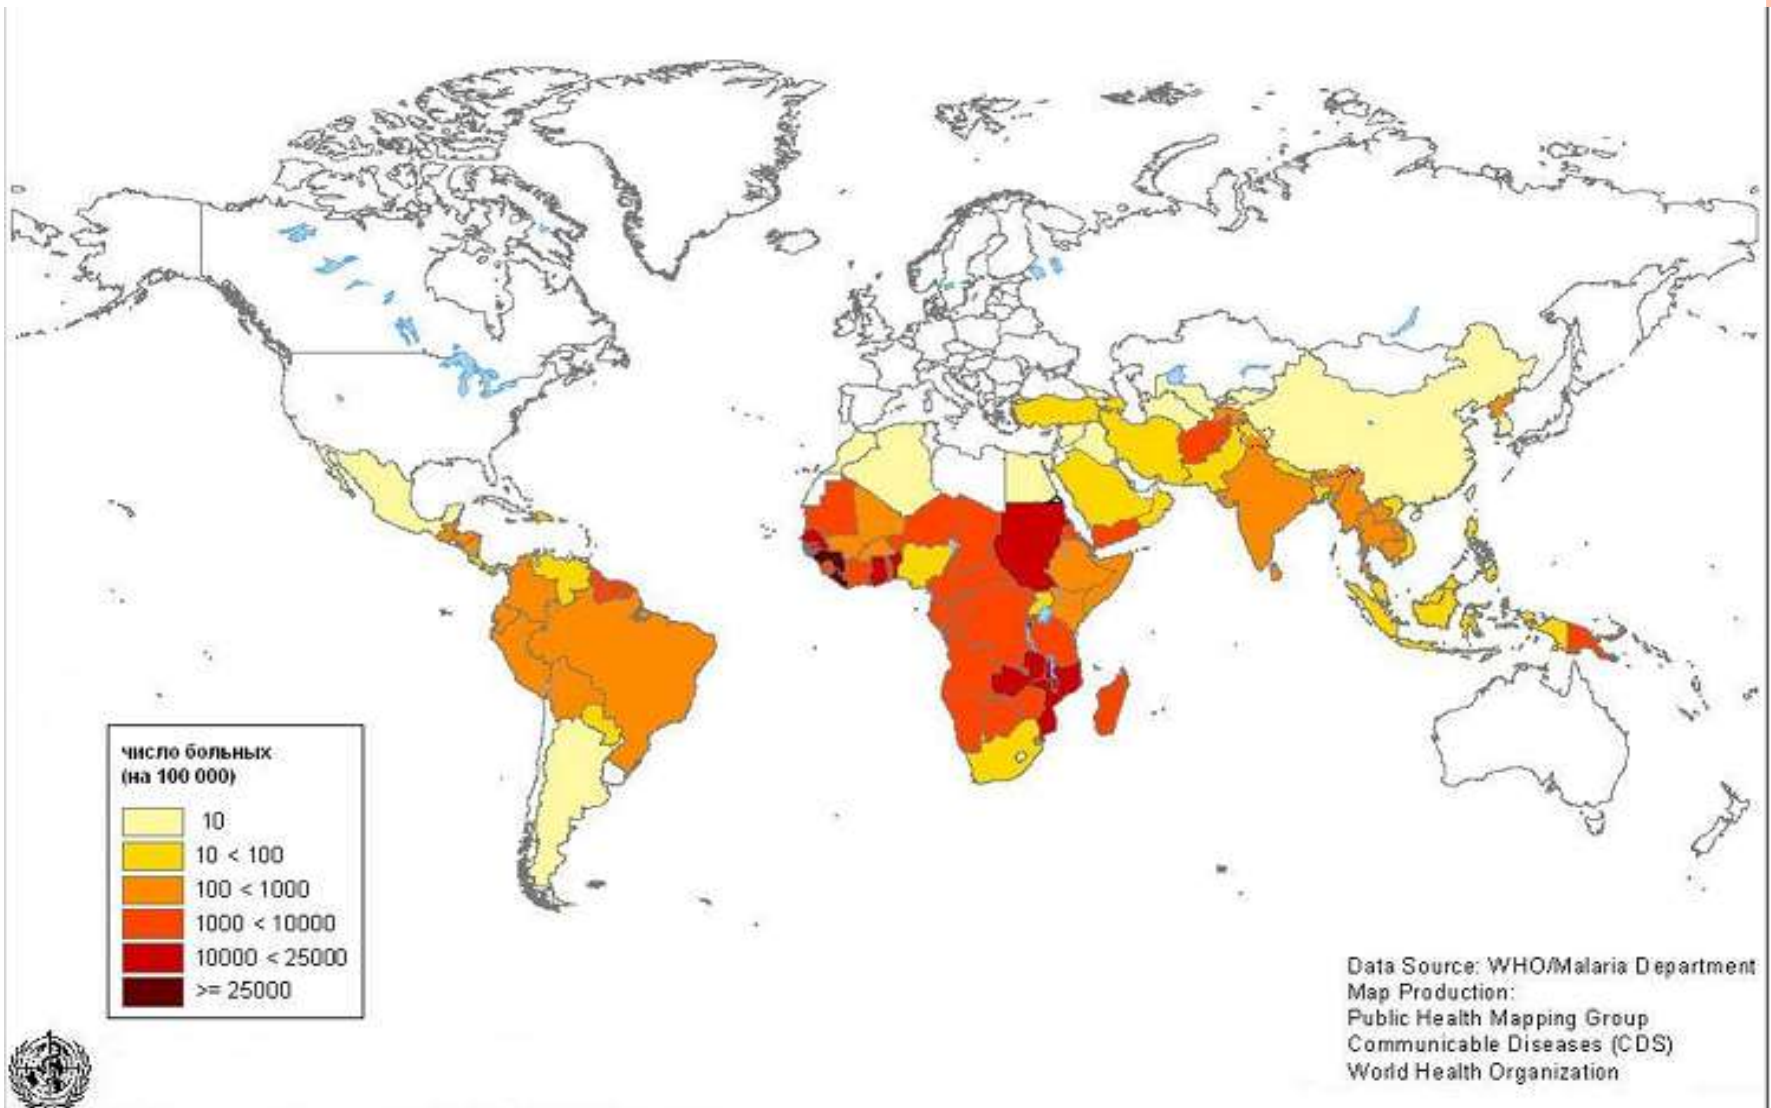 число больных
(на 100 000)
10
10 < 100
100 < 1000
1000 < 10000
10000 < 25000
>= 25000
Data Source: WHO/Malaria Department
Map Production:
Public Health Mapping Group
Communicable Diseases (CDS)
World Health Organization